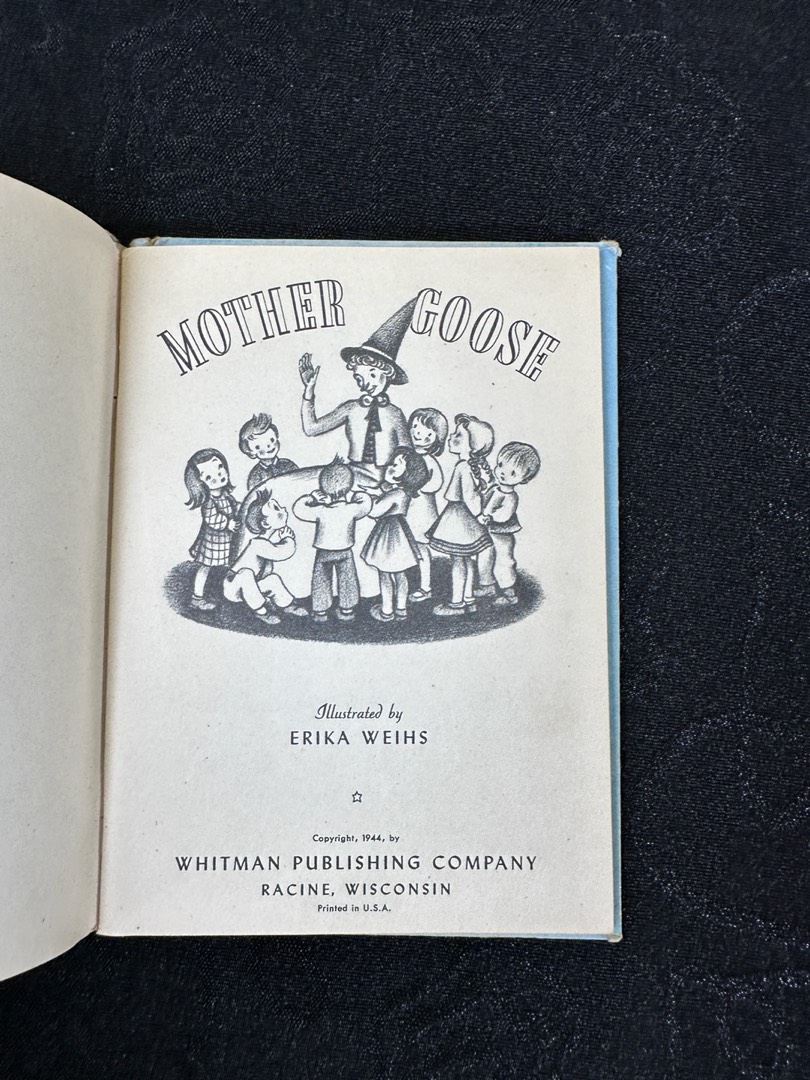 MOTHER GOOSE
Illustrated by
ERIKA WEIHS
Copyright, 1944, by
WHITMAN PUBLISHING COMPANY
RACINE, WISCONSIN
Printed in U.S.A.